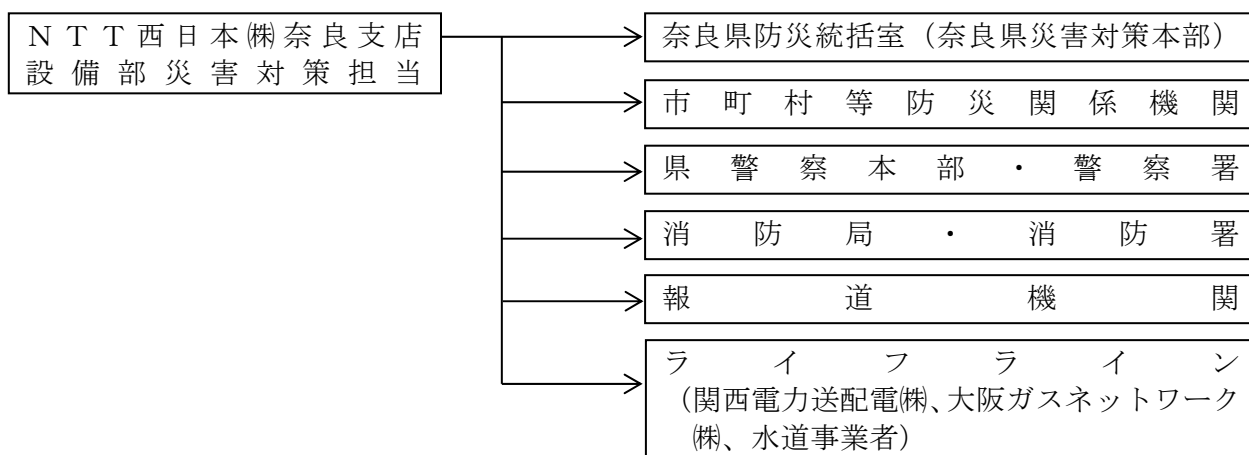 NTT西日本㈱奈良支店
設備部災害対策担当
奈良県防災統括室（奈良県災害対策本部）
市町村等防災関係機関
県警察本部・警察署
消防局・消防署
報道機関
ライフライン
（関西電力送配電㈱、大阪ガスネットワーク
㈱、水道事業者）